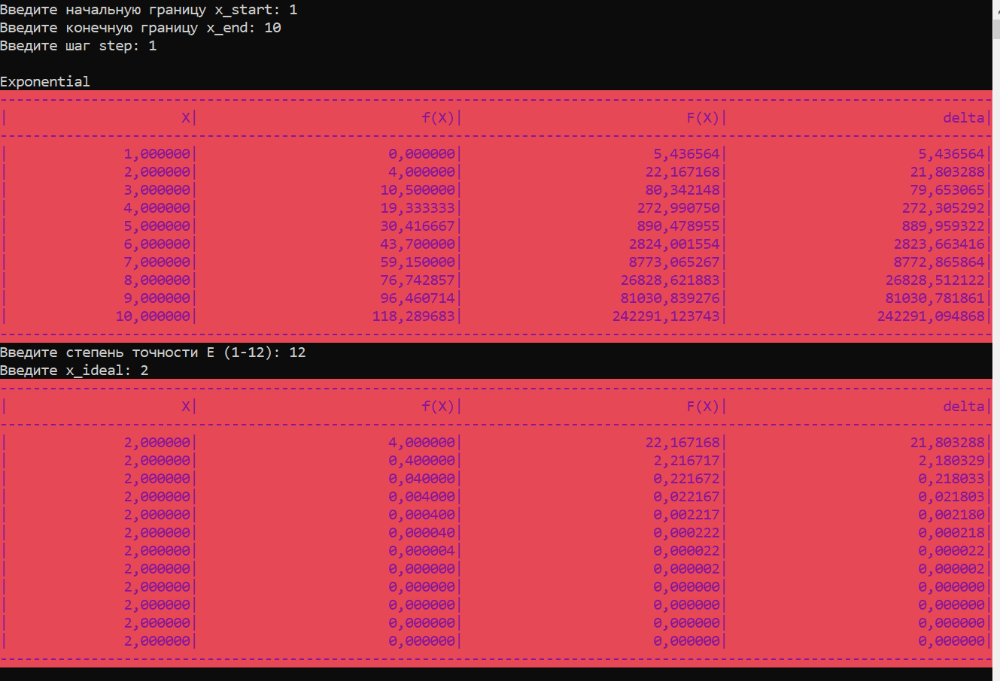 Введите начальную границу x_start: 1
Введите конечную границу x_end: 10
Введите шаг step: 1
Exponential
------------------------------------------------------------------------------------------------------------------------
| X| f(X)| F(X)| delta|
------------------------------------------------------------------------------------------------------------------------
| 1,000000| 0,000000| 5,436564| 5,436564|
| 2,000000| 4,000000| 22,167168| 21,803288|
| 3,000000| 10,500000| 80,342148| 79,653065|
| 4,000000| 19,333333| 272,990750| 272,305292|
| 5,000000| 30,416667| 890,478955| 889,959322|
| 6,000000| 43,700000| 2824,001554| 2823,663416|
| 7,000000| 59,150000| 8773,065267| 8772,865864|
| 8,000000| 76,742857| 26828,621883| 26828,512122|
| 9,000000| 96,460714| 81030,839276| 81030,781861|
| 10,000000| 118,289683| 242291,123743| 242291,094868|
------------------------------------------------------------------------------------------------------------------------
Введите степень точности E (1-12): 12
Введите x_ideal: 2
------------------------------------------------------------------------------------------------------------------------
| X| f(X)| F(X)| delta|
------------------------------------------------------------------------------------------------------------------------
| 2,000000| 4,000000| 22,167168| 21,803288|
| 2,000000| 0,400000| 2,216717| 2,180329|
| 2,000000| 0,040000| 0,221672| 0,218033|
| 2,000000| 0,004000| 0,022167| 0,021803|
| 2,000000| 0,000400| 0,002217| 0,002180|
| 2,000000| 0,000040| 0,000222| 0,000218|
| 2,000000| 0,000004| 0,000022| 0,000022|
| 2,000000| 0,000000| 0,000002| 0,000002|
| 2,000000| 0,000000| 0,000000| 0,000000|
| 2,000000| 0,000000| 0,000000| 0,000000|
| 2,000000| 0,000000| 0,000000| 0,000000|
| 2,000000| 0,000000| 0,000000| 0,000000|
------------------------------------------------------------------------------------------------------------------------